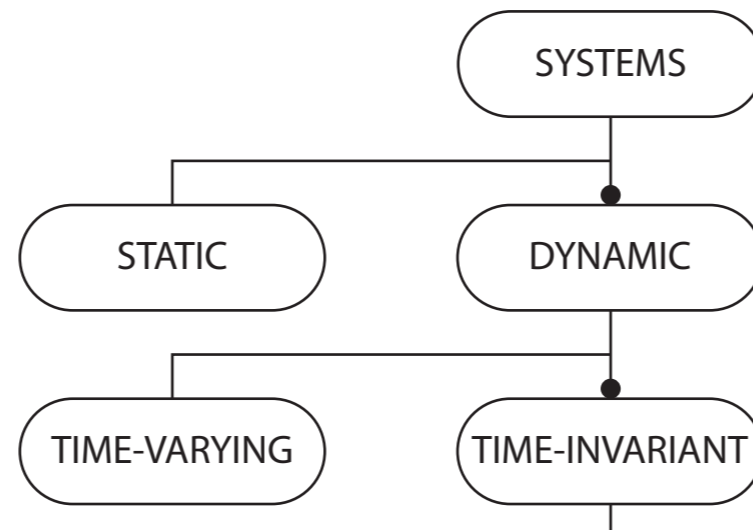 SYSTEMS
STATIC
DYNAMIC
TIME-VARYING
TIME-INVARIANT